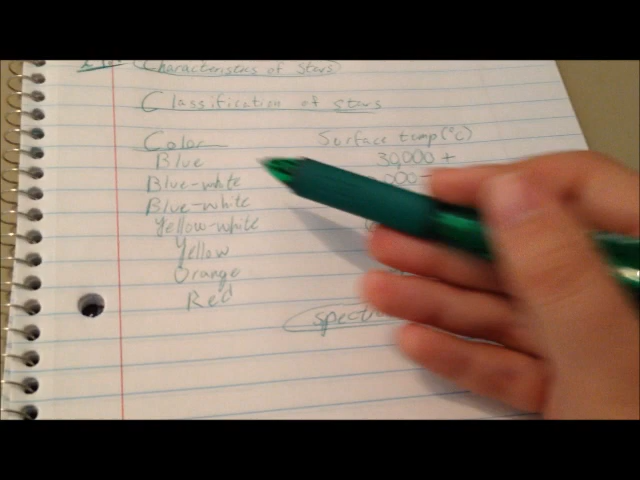 Characteristics of Stars
Classification of stars
Color Surface temp (°C)
Blue 30,000 +
Blue-white
Blue-white
Yellow-white
Yellow
Orange
Red